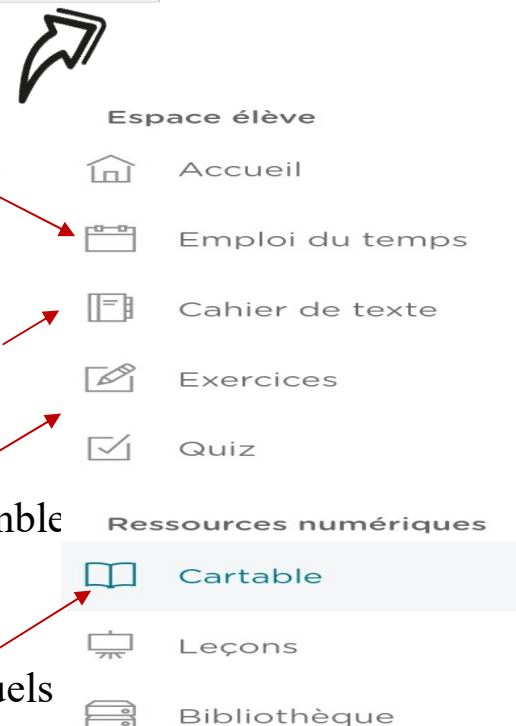 Espace élève
Accueil
Emploi du temps
Cahier de texte
Exercices
Quiz
Ressources numériques
Cartable
Leçons
Bibliothèque